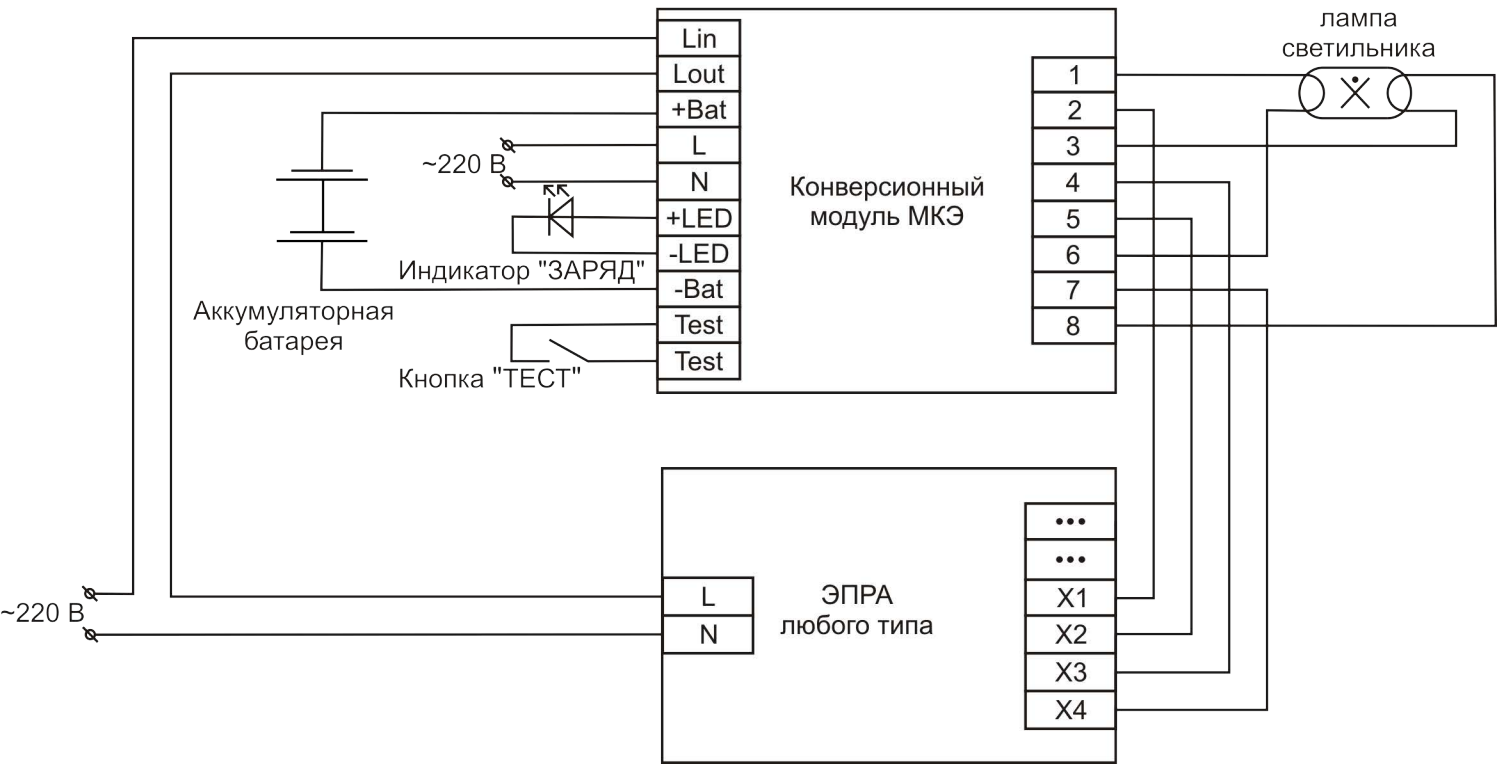 лампа
светильника
Lin
Lout
+Bat
L
N
+LED
-LED
-Bat
Test
Test
~220 В
Индикатор "ЗАРЯД"
Аккумуляторная
батарея
Кнопка "ТЕСТ"
Конверсионный
модуль МКЭ
1
2
3
4
5
6
7
8
~220 В
L
N
ЭПРА
любого типа
•••
•••
X1
X2
X3
X4